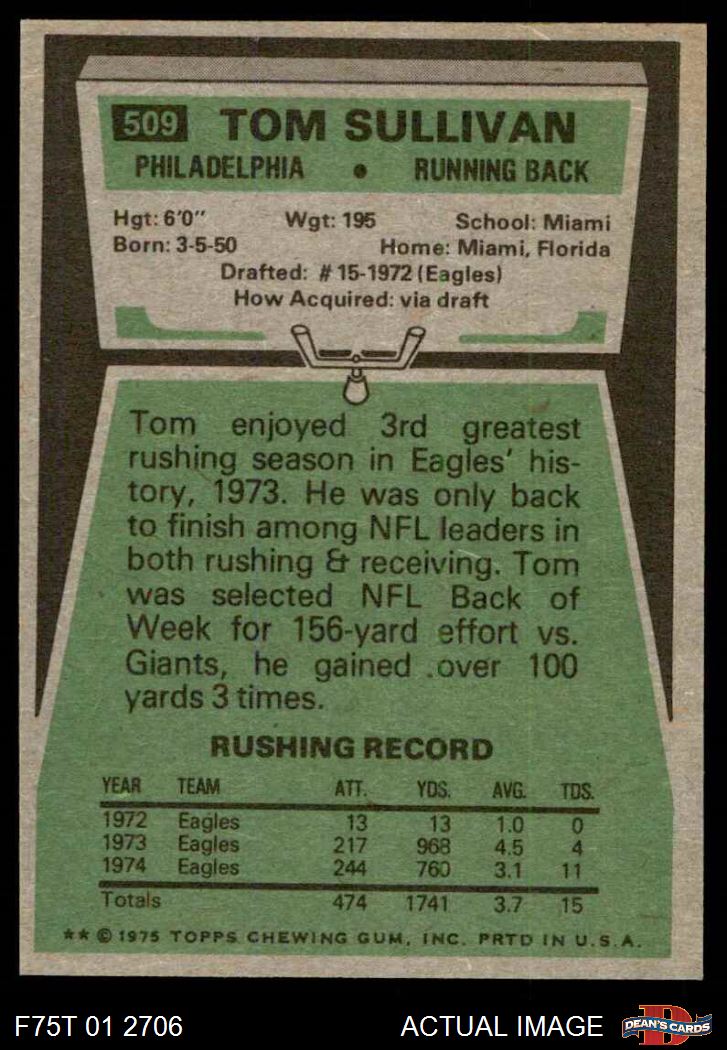 509 TOM SULLIVAN
PHILADELPHIA • RUNNING BACK
Hgt: 6'0" Wgt: 195 School: Miami
Born: 3-5-50 Home: Miami, Florida
Drafted: #15-1972 (Eagles)
How Acquired: via draft
Tom enjoyed 3rd greatest
rushing season in Eagles' his-
tory, 1973. He was only back
to finish among NFL leaders in
both rushing & receiving. Tom
was selected NFL Back of
Week for 156-yard effort vs.
Giants, he gained over 100
yards 3 times.
RUSHING RECORD
YEAR TEAM ATT. YDS. AVG. TDS.
1972 Eagles 13 13 1.0 0
1973 Eagles 217 968 4.5 4
1974 Eagles 244 760 3.1 11
Totals 474 1741 3.7 15
** © 1975 TOPPS CHEWING GUM, INC. PRTD IN U.S.A.
F75T 01 2706 ACTUAL IMAGE D DEAN'S CARDS